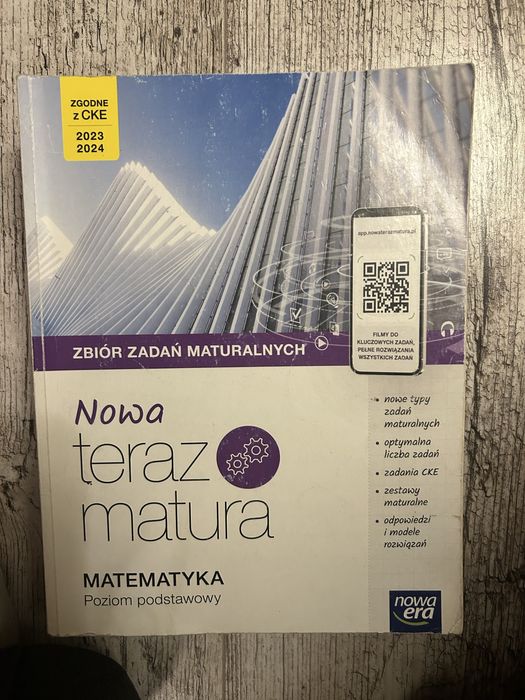 ZGODNE
z CKE
2023
2024
app.nowaterazmatura.pl
FILMY DO
KLUCZOWYCH ZADAŃ,
PEŁNE ROZWIĄZANIA
WSZYSTKICH ZADAŃ
ZBIÓR ZADAŃ MATURALNYCH
Nowa
teraz
matura
MATEMATYKA
Poziom podstawowy
• nowe typy
zadań
maturalnych
• optymalna
liczba zadań
• zadania CKE
• zestawy
maturalne
• odpowiedzi
i modele
rozwiązań
nowa
era